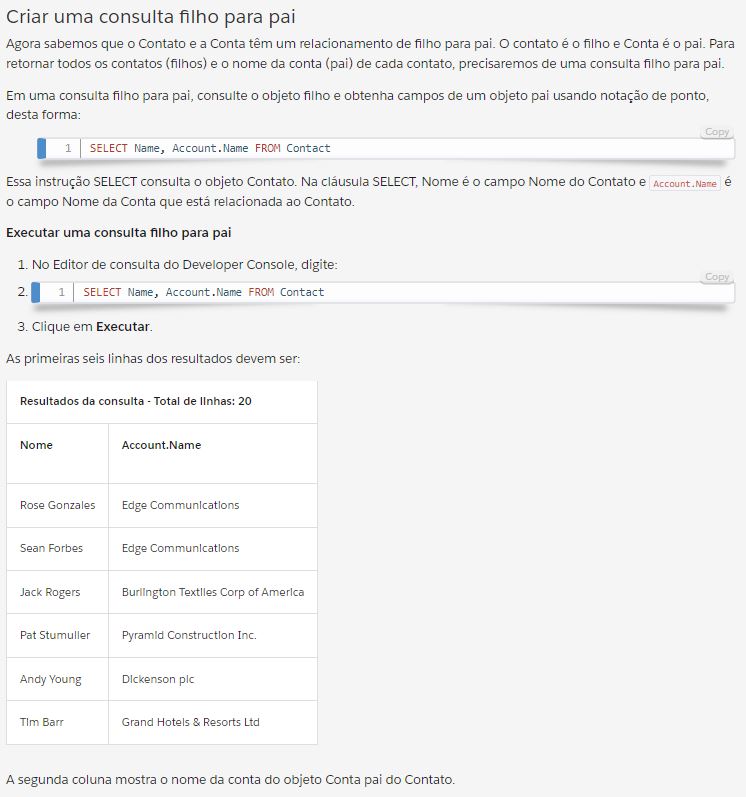 Criar uma consulta filho para pai
Agora sabemos que o Contato e a Conta têm um relacionamento de filho para pai. O contato é o filho e Conta é o pai. Para
retornar todos os contatos (filhos) e o nome da conta (pai) de cada contato, precisaremos de uma consulta filho para pai.
Em uma consulta filho para pai, consulte o objeto filho e obtenha campos de um objeto pai usando notação de ponto,
desta forma:
Copy
1 SELECT Name, Account.Name FROM Contact
Essa instrução SELECT consulta o objeto Contato. Na cláusula SELECT, Nome é o campo Nome do Contato e Account.Name é
o campo Nome da Conta que está relacionada ao Contato.
Executar uma consulta filho para pai
1. No Editor de consulta do Developer Console, digite:
Copy
2. 1 SELECT Name, Account.Name FROM Contact
3. Clique em Executar.
As primeiras seis linhas dos resultados devem ser:
Resultados da consulta - Total de linhas: 20
Nome Account.Name
Rose Gonzales Edge Communications
Sean Forbes Edge Communications
Jack Rogers Burlington Textiles Corp of America
Pat Stumuller Pyramid Construction Inc.
Andy Young Dickenson plc
Tim Barr Grand Hotels & Resorts Ltd
A segunda coluna mostra o nome da conta do objeto Conta pai do Contato.